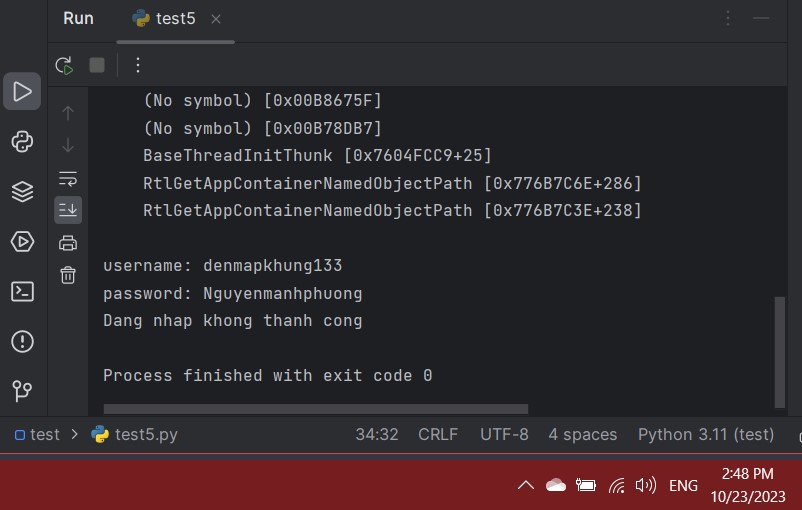 Run test5
(No symbol) [0x00B8675F]
(No symbol) [0x00B78DB7]
BaseThreadInitThunk [0x7604FCC9+25]
RtlGetAppContainerNamedObjectPath [0x776B7C6E+286]
RtlGetAppContainerNamedObjectPath [0x776B7C3E+238]
username: denmapkhung133
password: Nguyenmanhphuong
Dang nhap khong thanh cong
Process finished with exit code 0
test > test5.py 34:32 CRLF UTF-8 4 spaces Python 3.11 (test)
ENG 2:48 PM
10/23/2023